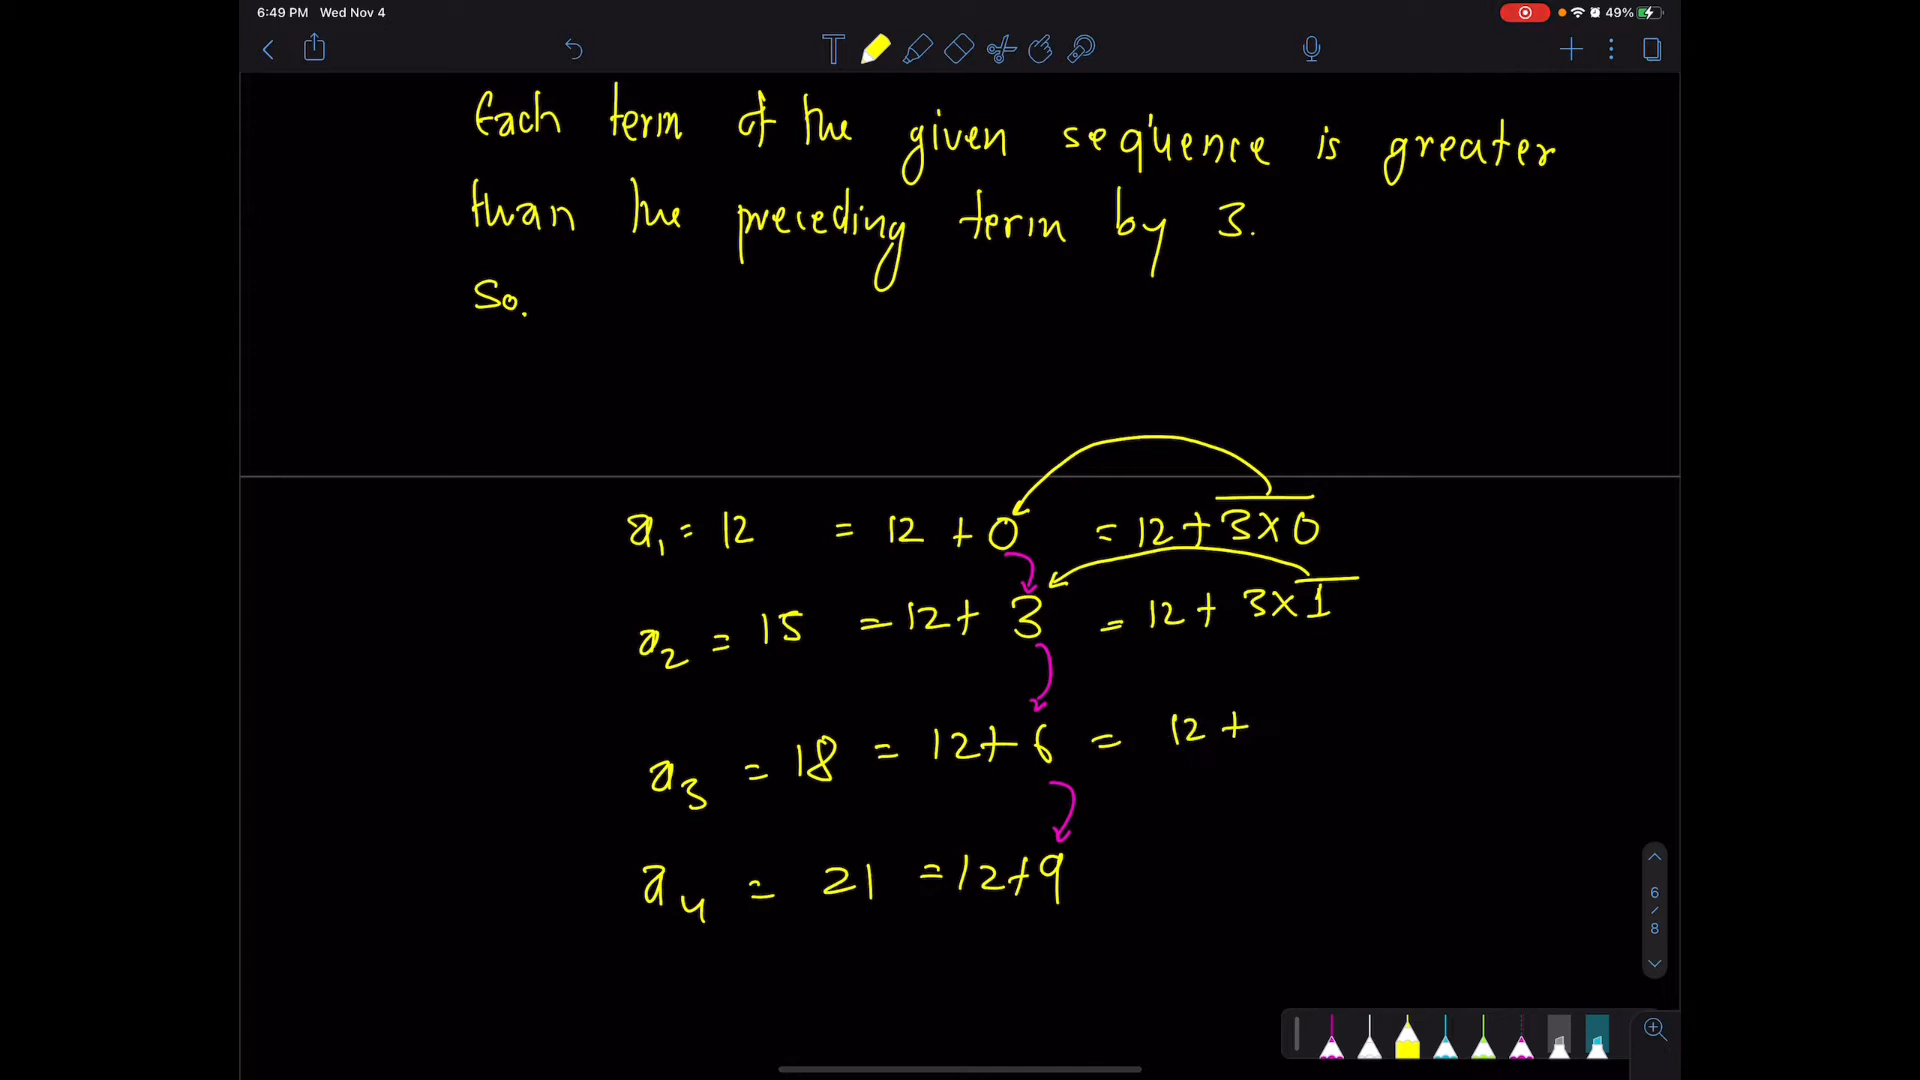 6:49 PM Wed Nov 4
49%
T
Each term of the given sequence is greater
than the preceding term by 3.
So.
a₁ = 12 = 12 + 0 = 12 + 3×0
a₂ = 15 = 12 + 3 = 12 + 3×1
a₃ = 18 = 12 + 6 = 12 +
a₄ = 21 = 12 + 9
6
/
8